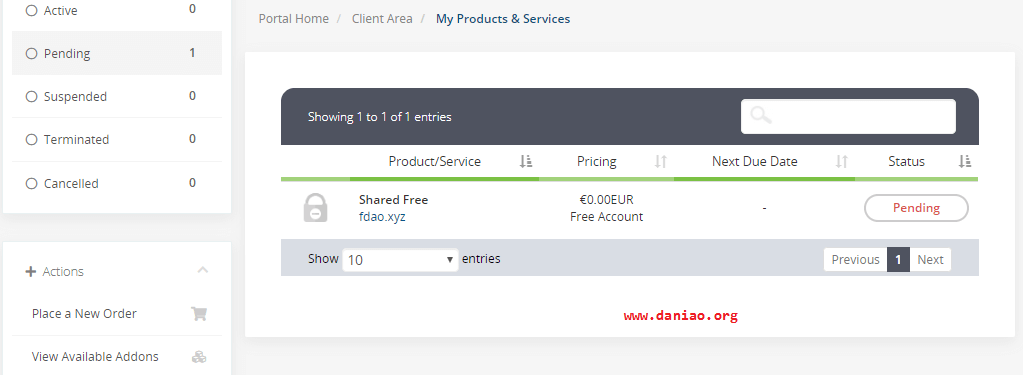 Active 0
Pending 1
Suspended 0
Terminated 0
Cancelled 0
Actions
Place a New Order
View Available Addons
Portal Home / Client Area / My Products & Services
Showing 1 to 1 of 1 entries
Product/Service Pricing Next Due Date Status
Shared Free €0.00EUR - Pending
fdao.xyz Free Account
Show 10 entries Previous 1 Next
www.daniao.org